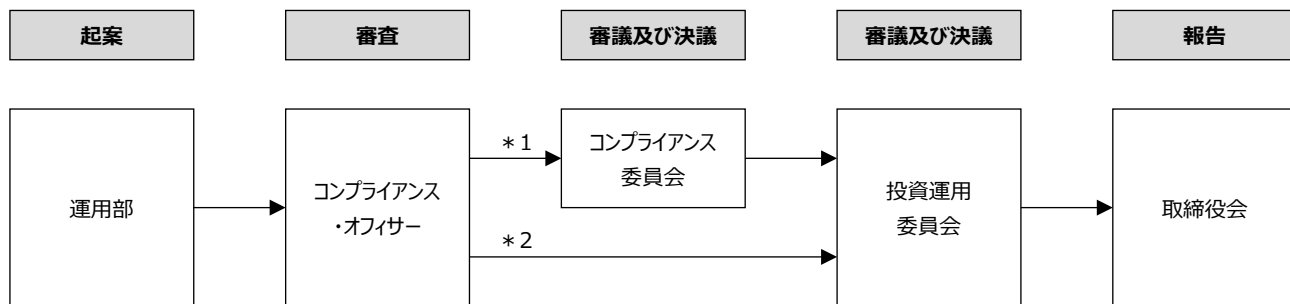 起案
審査
審議及び決議
審議及び決議
報告
運用部
コンプライアンス
・オフィサー
*1
コンプライアンス
委員会
*2
投資運用
委員会
取締役会